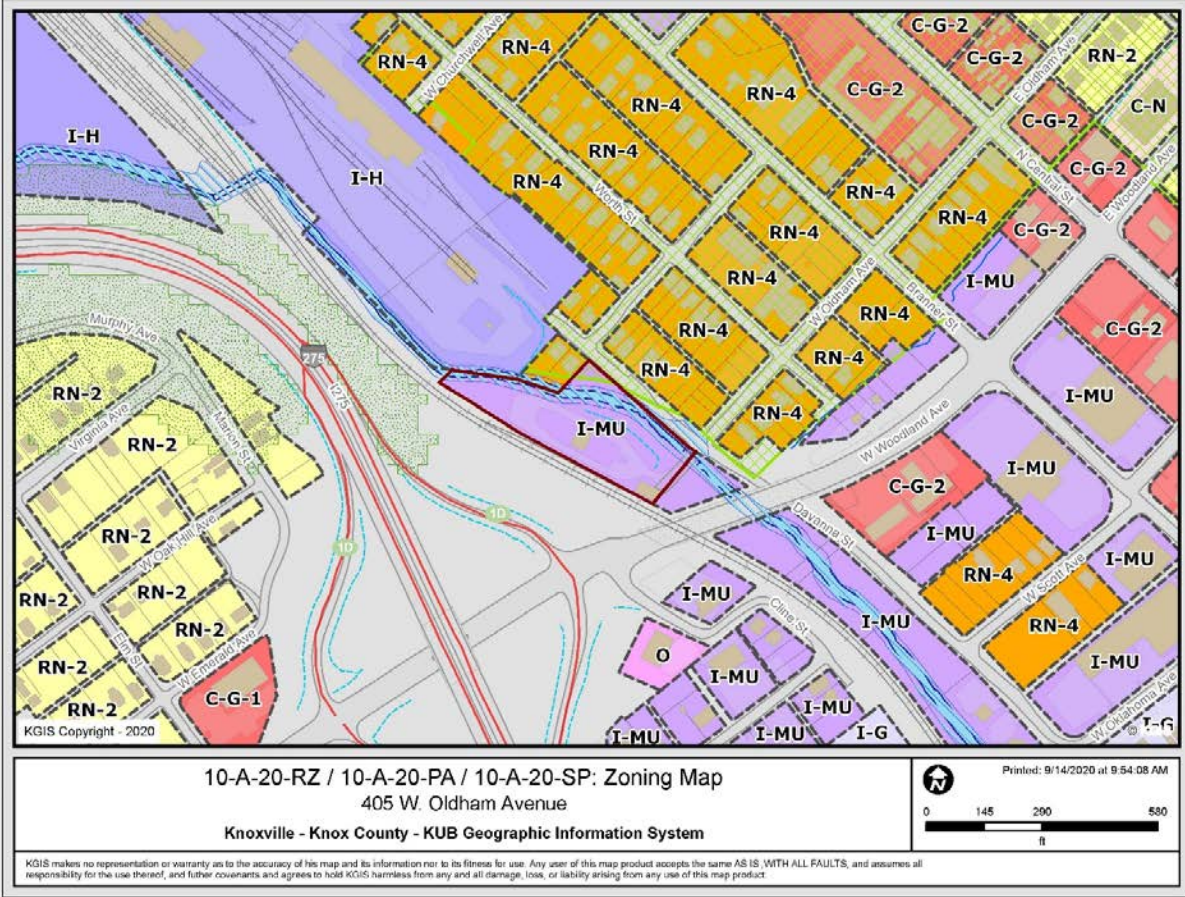 C-G-2
RN-4
RN-4
W Churchwell Ave
C-G-2
E Oldham Ave
RN-2
RN-4
RN-4
C-G-2
C-N
I-H
RN-4
C-G-2
I-H
RN-4
Worth St
RN-4
N Central St
C-G-2
E Woodland Ave
RN-4
RN-4
C-G-2
RN-4
W Oldham Ave
I-MU
Branner St
RN-4
RN-4
C-G-2
Murphy Ave
275
I275
RN-4
RN-4
RN-2
Virginia Ave
Marion St
I-MU
RN-4
I-MU
RN-2
W Woodland Ave
I-MU
C-G-2
1D
Davanna St
RN-2
W Oak Hill Ave
1D
I-MU
I-MU
RN-2
RN-2
RN-4
W Scott Ave
I-MU
Cline St
I-MU
RN-4
RN-2
Elm St
O
RN-2
W Emerald Ave
I-MU
I-MU
C-G-1
RN-2
I-MU
W Oklahoma Ave
KGIS Copyright - 2020
I-MU
I-MU
I-G
I-G
10-A-20-RZ / 10-A-20-PA / 10-A-20-SP: Zoning Map
405 W. Oldham Avenue
Knoxville - Knox County - KUB Geographic Information System
N
Printed: 9/14/2020 at 9:54:08 AM
0 145 290 580
ft
KGIS makes no representation or warranty as to the accuracy of his map and its information nor to its fitness for use. Any user of this map product accepts the same AS IS ,WITH ALL FAULTS, and assumes all
responsibility for the use thereof, and futher covenants and agrees to hold KGIS harmless from any and all damage, loss, or liability arising from any use of this map product.